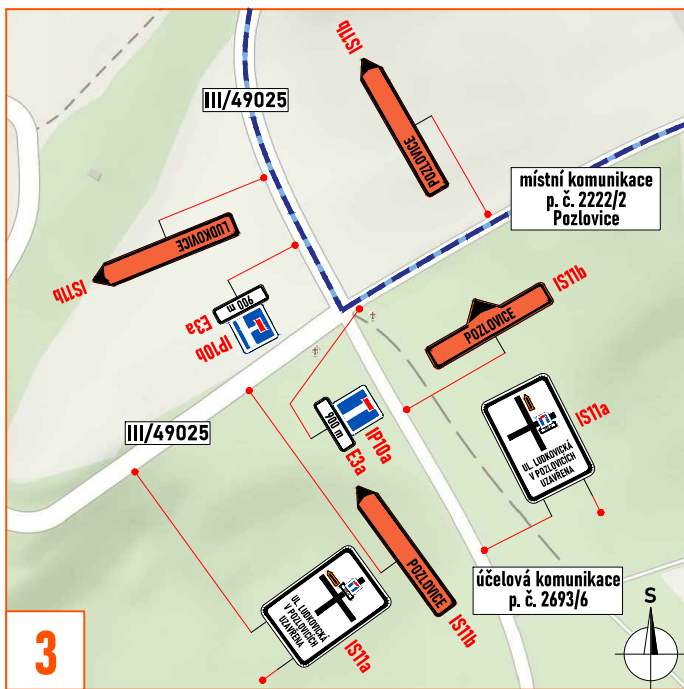 IS11b
POZLOVICE
III/49025
místní komunikace
p. č. 2222/2
Pozlovice
LUDKOVICE
IS11b
900 m
E3a
IP10b
IS11b
POZLOVICE
III/49025
900 m
E3a
IP10a
IS11a
UL. LUDKOVICKÁ
V POZLOVICÍCH
UZAVŘENA
POZLOVICE
IS11b
UL. LUDKOVICKÁ
V POZLOVICÍCH
UZAVŘENA
IS11a
účelová komunikace
p. č. 2693/6
S
3